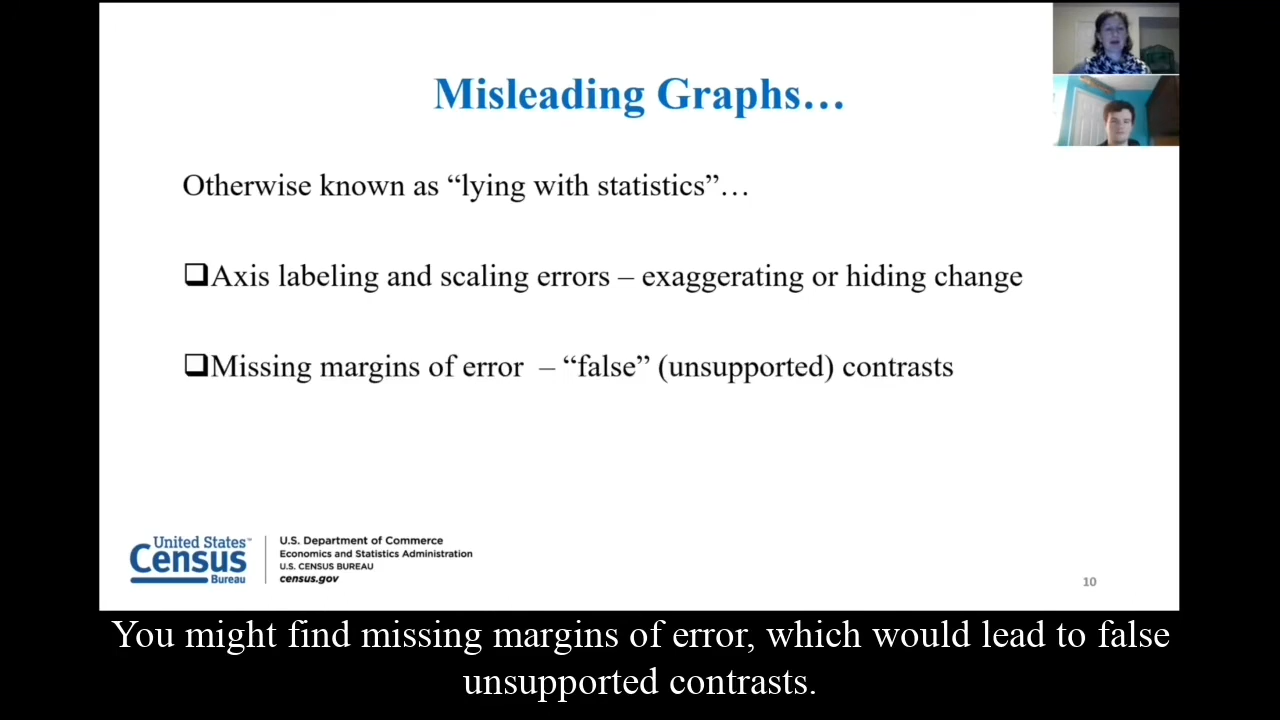 Misleading Graphs…
Otherwise known as “lying with statistics”…
❑Axis labeling and scaling errors – exaggerating or hiding change
❑Missing margins of error – “false” (unsupported) contrasts
United States™
Census
Bureau
U.S. Department of Commerce
Economics and Statistics Administration
U.S. CENSUS BUREAU
census.gov
10
You might find missing margins of error, which would lead to false
unsupported contrasts.